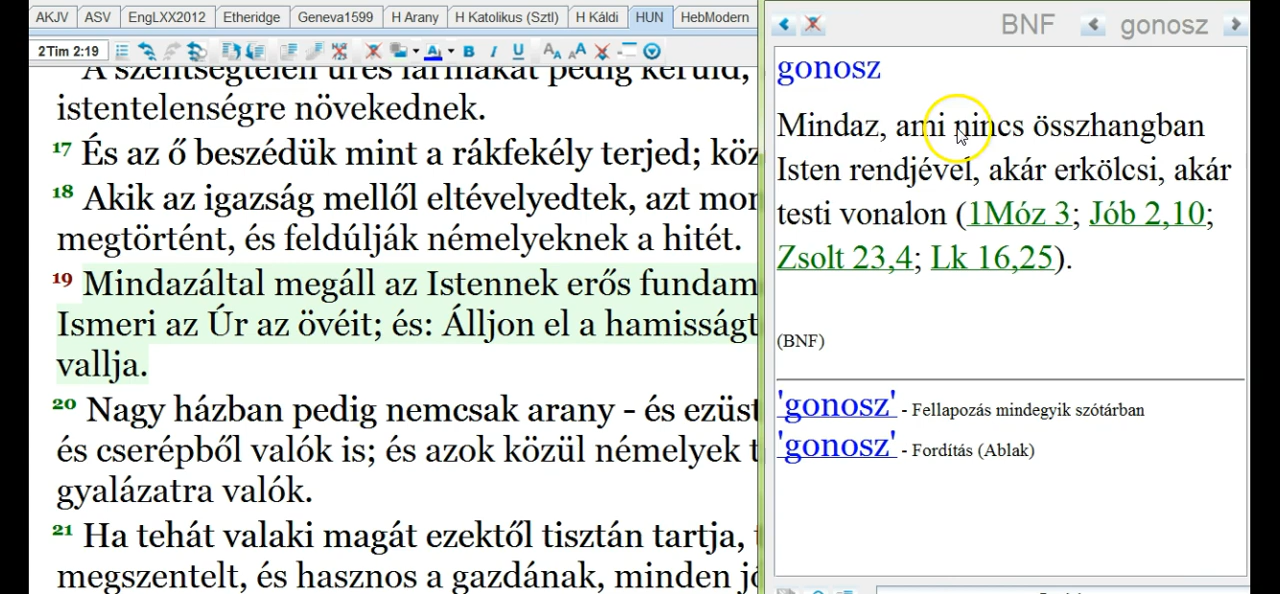 AKJV ASV EngLXX2012 Etheridge Geneva1599 H Arany H Katolikus (Sztl) H Káldi HUN HebModern
2Tim 2:19
A szentségtelen üres lármákat pedig kerüld,
istentelenségre növekednek.
17 És az ő beszédük mint a rákfekély terjed; köz
18 Akik az igazság mellől eltévelyedtek, azt mon
megtörtént, és feldúlják némelyeknek a hitét.
19 Mindazáltal megáll az Istennek erős fundam
Ismeri az Úr az övéit; és: Álljon el a hamisságt
vallja.
20 Nagy házban pedig nemcsak arany - és ezüst
és cserépből valók is; és azok közül némelyek t
gyalázatra valók.
21 Ha tehát valaki magát ezektől tisztán tartja,
megszentelt, és hasznos a gazdának, minden jó
BNF gonosz
gonosz
Mindaz, ami nincs összhangban
Isten rendjével, akár erkölcsi, akár
testi vonalon (1Móz 3; Jób 2,10;
Zsolt 23,4; Lk 16,25).
(BNF)
'gonosz' - Fellapozás mindegyik szótárban
'gonosz' - Fordítás (Ablak)